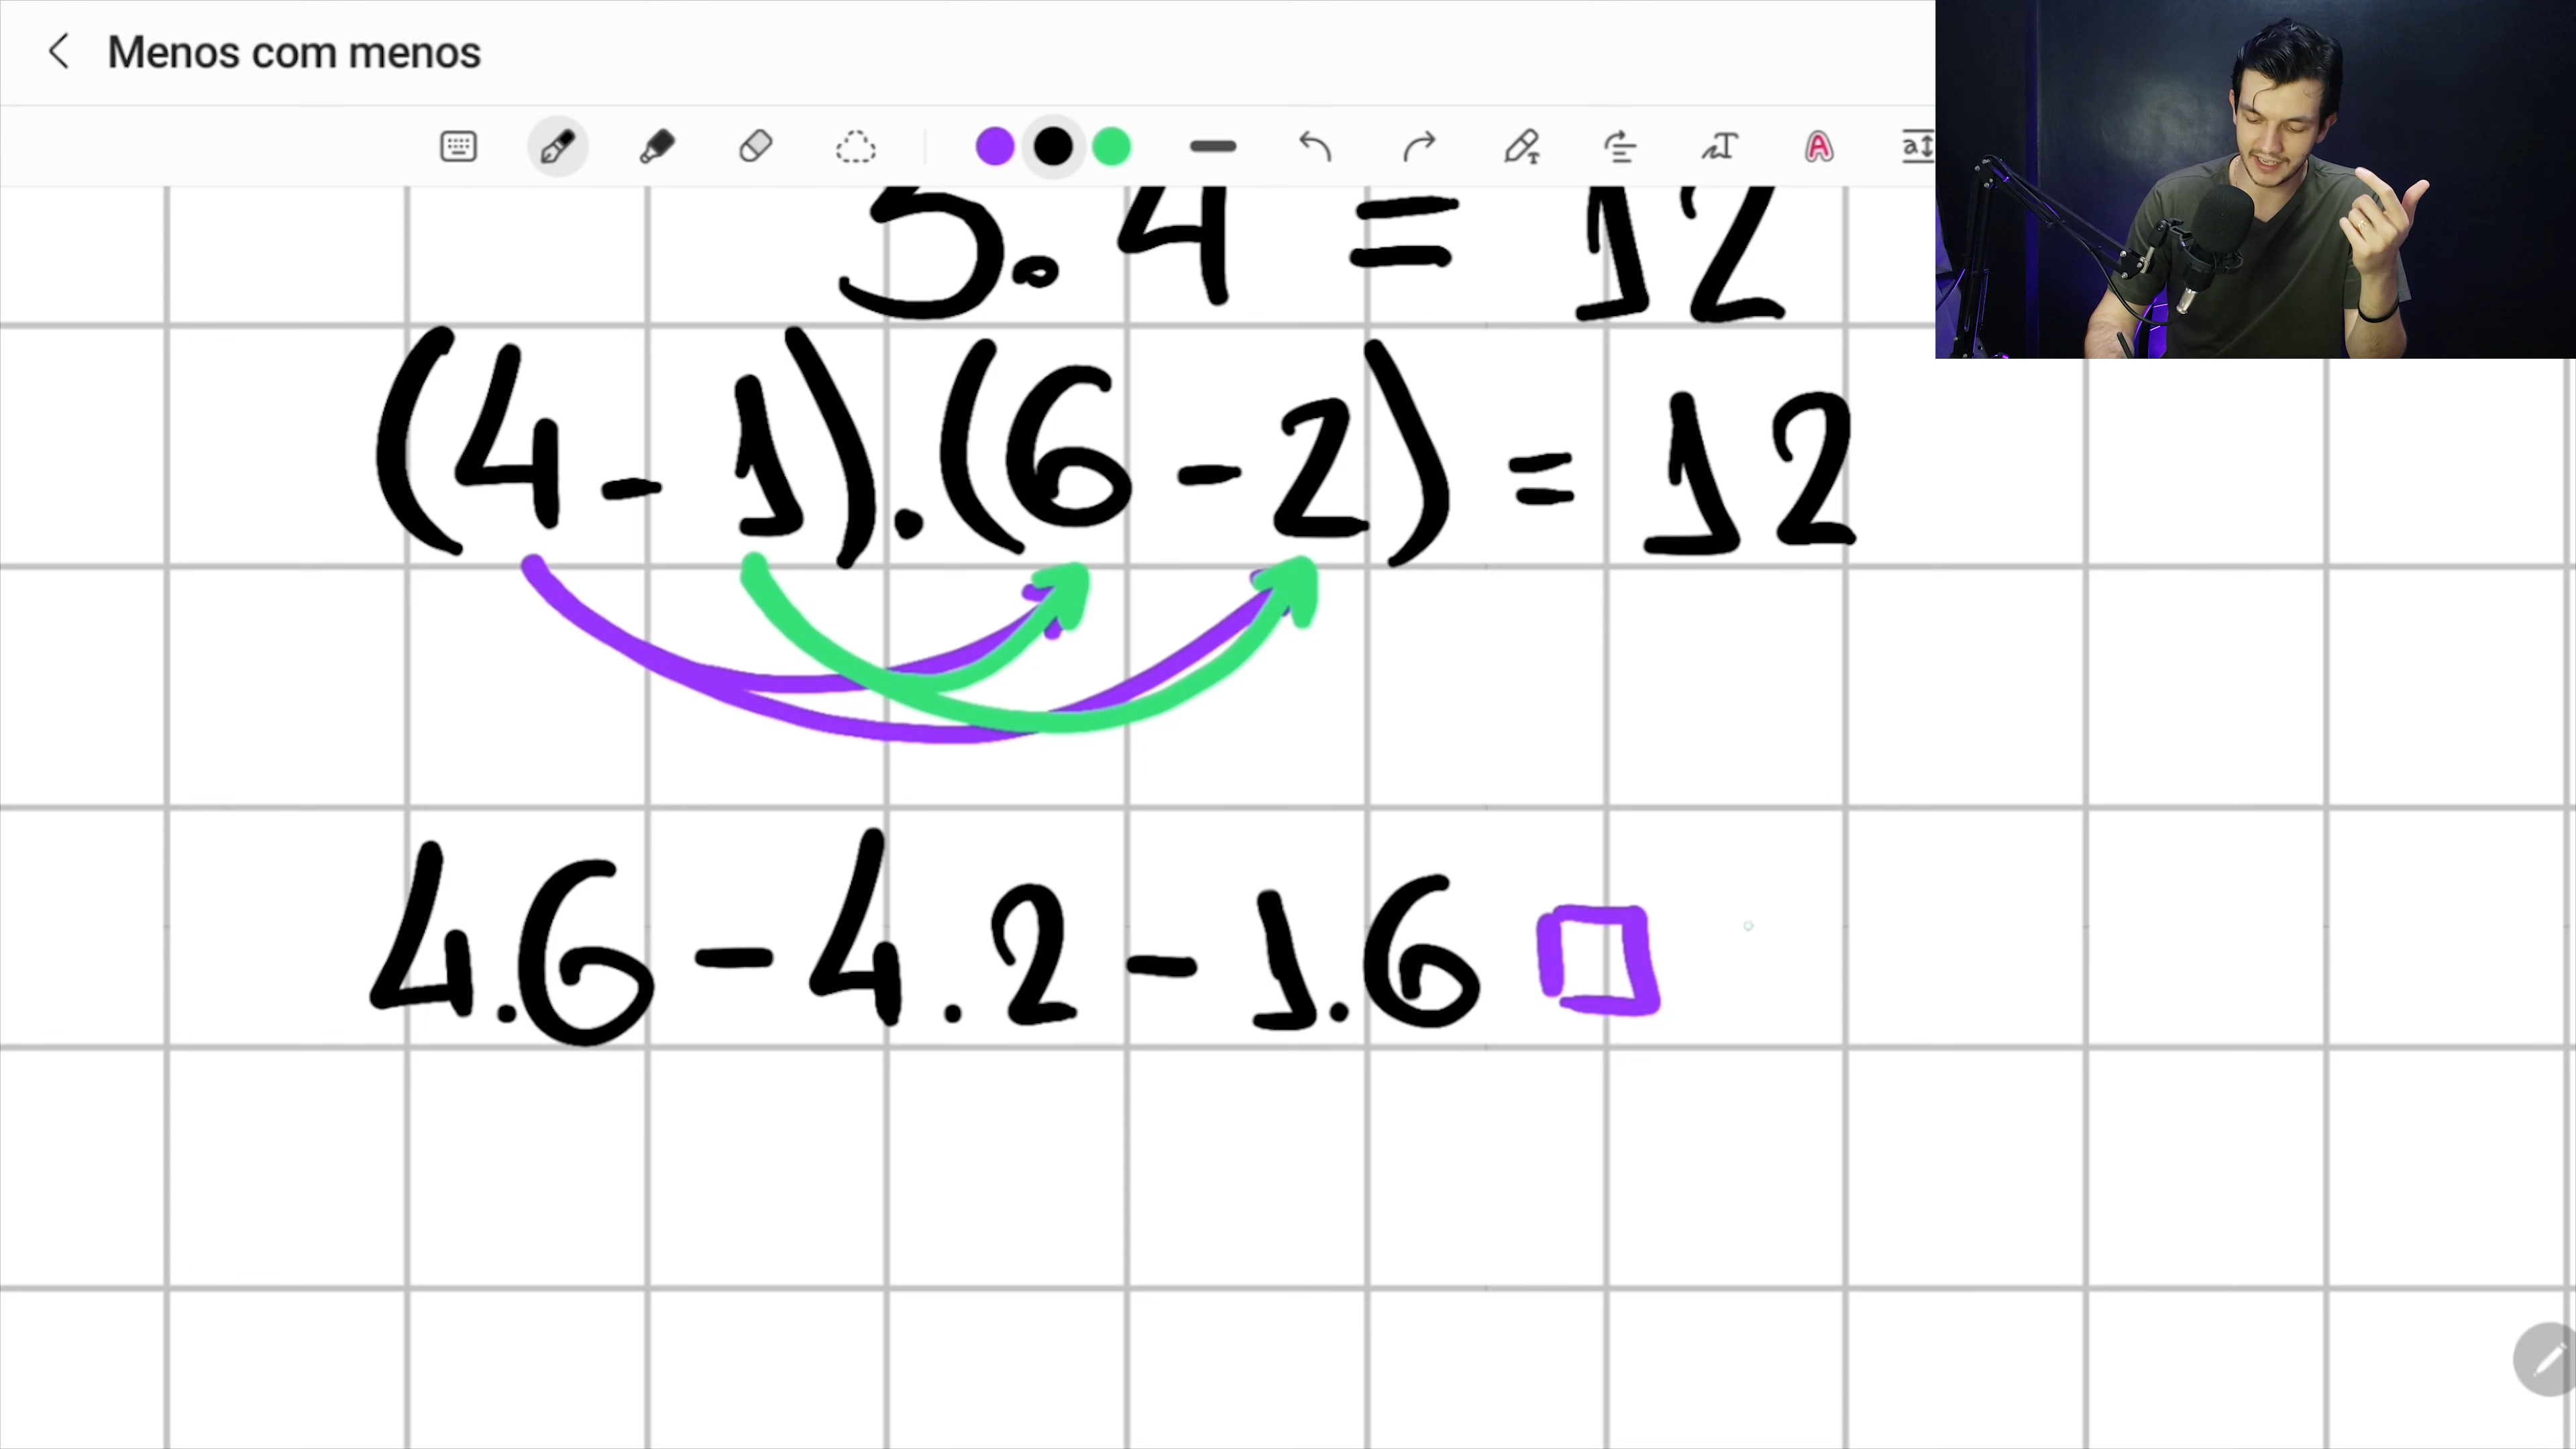 Menos com menos
3.4 = 12
(4-1).(6-2) = 12
4.6-4.2-1.6 □